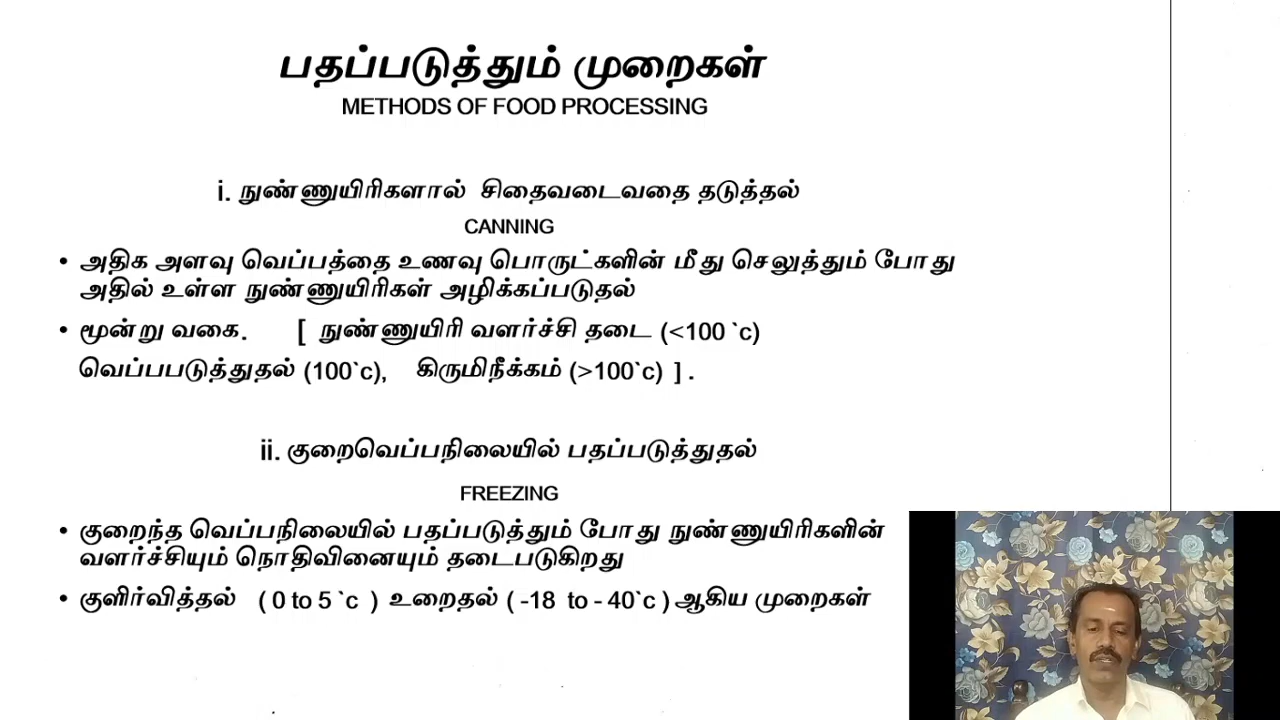 பதப்படுத்தும் முறைகள்
METHODS OF FOOD PROCESSING
i. நுண்ணுயிரிகளால் சிதைவடைவதை தடுத்தல்
CANNING
• அதிக அளவு வெப்பத்தை உணவு பொருட்களின் மீது செலுத்தும் போது
அதில் உள்ள நுண்ணுயிரிகள் அழிக்கப்படுதல்
• மூன்று வகை. [ நுண்ணுயிரி வளர்ச்சி தடை (<100 `c)
வெப்பபடுத்துதல் (100`c), கிருமிநீக்கம் (>100`c) ] .
ii. குறைவெப்பநிலையில் பதப்படுத்துதல்
FREEZING
• குறைந்த வெப்பநிலையில் பதப்படுத்தும் போது நுண்ணுயிரிகளின்
வளர்ச்சியும் நொதிவினையும் தடைபடுகிறது
• குளிர்வித்தல் ( 0 to 5 `c ) உறைதல் ( -18 to - 40`c ) ஆகிய முறைகள்